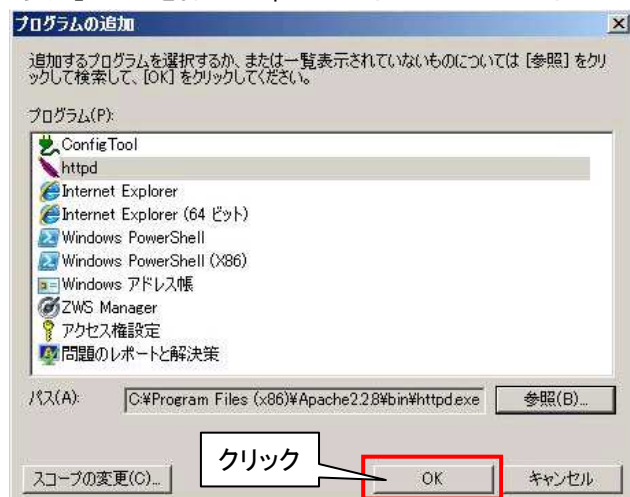 プログラムの追加
追加するプログラムを選択するか、または一覧表示されていないものについては [参照] をクリ
ックして検索して、[OK] をクリックしてください。
プログラム(P):
ConfigTool
httpd
Internet Explorer
Internet Explorer (64 ビット)
Windows PowerShell
Windows PowerShell (X86)
Windows アドレス帳
ZWS Manager
アクセス権設定
問題のレポートと解決策
パス(A):
C:¥Program Files (x86)¥Apache2.2.8¥bin¥httpd.exe
参照(B)...
クリック
スコープの変更(C)...
OK
キャンセル